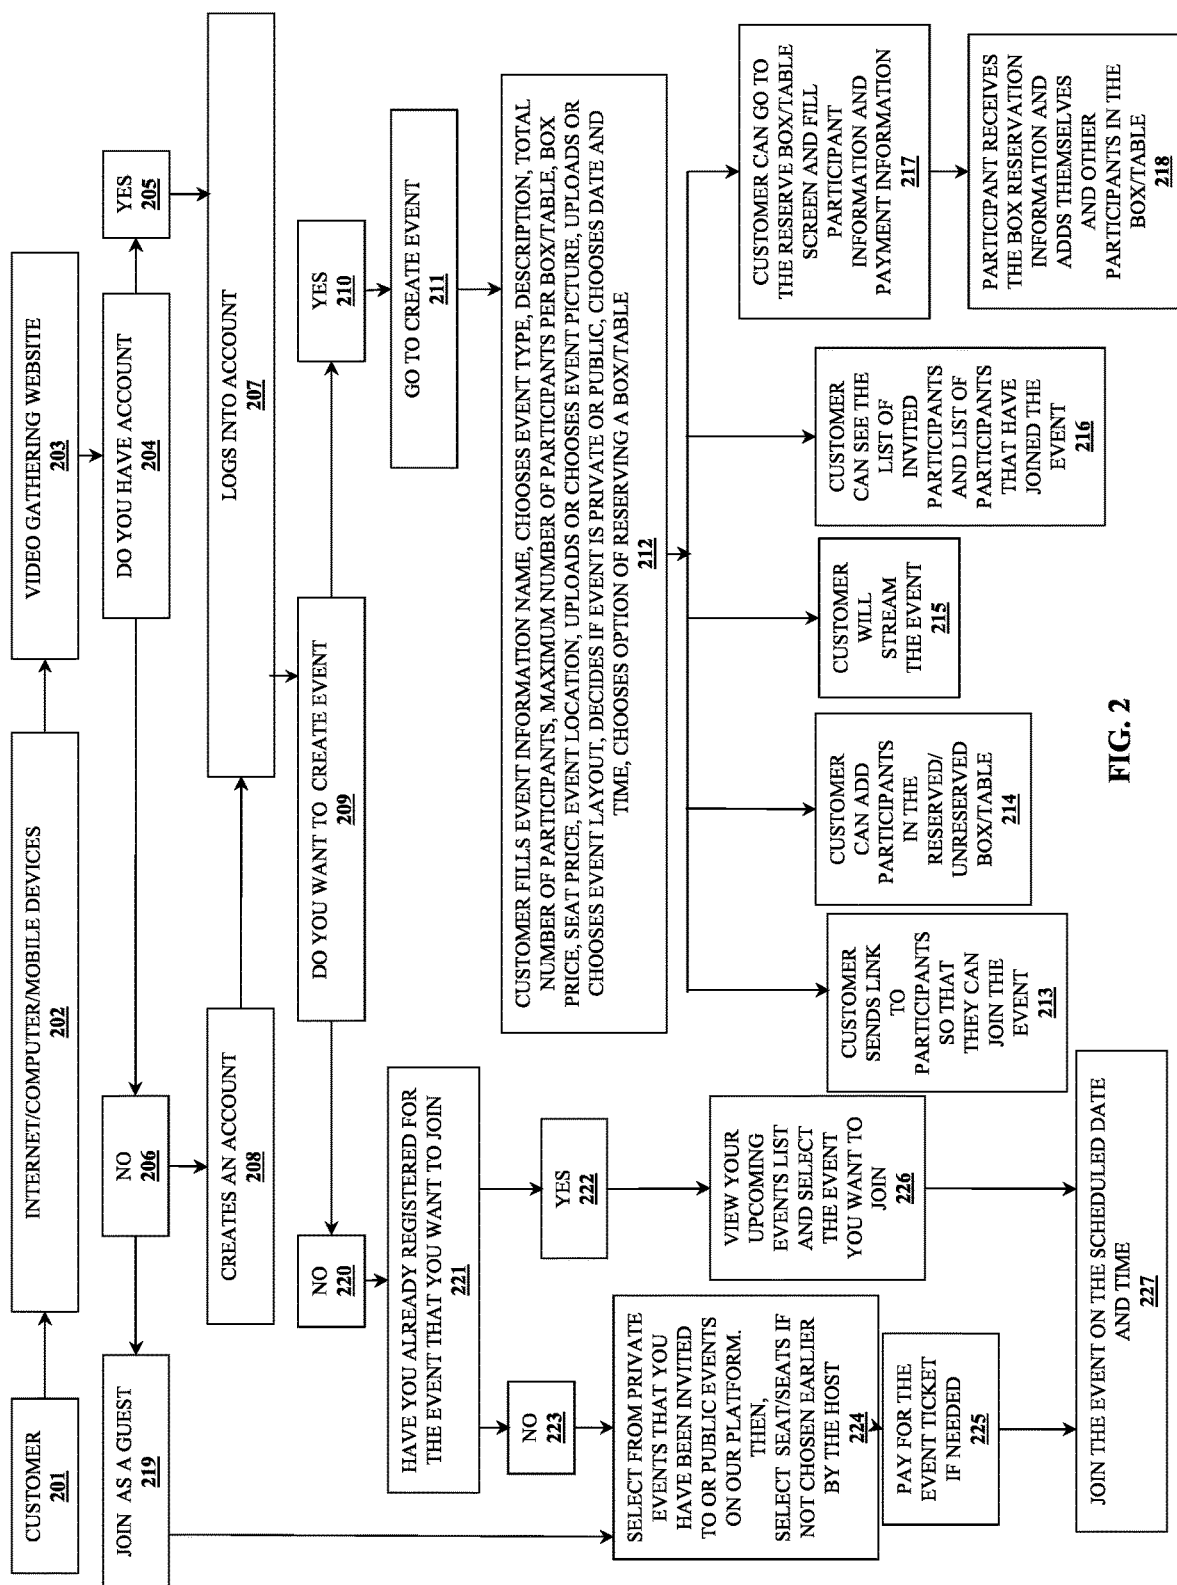 CUSTOMER
201
INTERNET/COMPUTER/MOBILE DEVICES
202
VIDEO GATHERING WEBSITE
203
JOIN AS A GUEST
219
NO
206
DO YOU HAVE ACCOUNT
204
YES
205
CREATES AN ACCOUNT
208
LOGS INTO ACCOUNT
207
NO
220
DO YOU WANT TO CREATE EVENT
209
YES
210
HAVE YOU ALREADY REGISTERED FOR
THE EVENT THAT YOU WANT TO JOIN
221
GO TO CREATE EVENT
211
NO
223
YES
222
CUSTOMER FILLS EVENT INFORMATION NAME, CHOOSES EVENT TYPE, DESCRIPTION, TOTAL
NUMBER OF PARTICIPANTS, MAXIMUM NUMBER OF PARTICIPANTS PER BOX/TABLE, BOX
PRICE, SEAT PRICE, EVENT LOCATION, UPLOADS OR CHOOSES EVENT PICTURE, UPLOADS OR
CHOOSES EVENT LAYOUT, DECIDES IF EVENT IS PRIVATE OR PUBLIC, CHOOSES DATE AND
TIME, CHOOSES OPTION OF RESERVING A BOX/TABLE
212
SELECT FROM PRIVATE
EVENTS THAT YOU
HAVE BEEN INVITED
TO OR PUBLIC EVENTS
ON OUR PLATFORM.
THEN,
SELECT SEAT/SEATS IF
NOT CHOSEN EARLIER
BY THE HOST
224
VIEW YOUR
UPCOMING
EVENTS LIST
AND SELECT
THE EVENT
YOU WANT TO
JOIN
226
CUSTOMER
SENDS LINK
TO
PARTICIPANTS
SO THAT
THEY CAN
JOIN THE
EVENT
213
CUSTOMER
CAN ADD
PARTICIPANTS
IN THE
RESERVED/
UNRESERVED
BOX/TABLE
214
CUSTOMER
WILL
STREAM
THE EVENT
215
CUSTOMER
CAN SEE THE
LIST OF
INVITED
PARTICIPANTS
AND LIST OF
PARTICIPANTS
THAT HAVE
JOINED THE
EVENT
216
CUSTOMER CAN GO TO
THE RESERVE BOX/TABLE
SCREEN AND FILL
PARTICIPANT
INFORMATION AND
PAYMENT INFORMATION
217
PAY FOR THE
EVENT TICKET
IF NEEDED
225
PARTICIPANT RECEIVES
THE BOX RESERVATION
INFORMATION AND
ADDS THEMSELVES
AND OTHER
PARTICIPANTS IN THE
BOX/TABLE
218
JOIN THE EVENT ON THE SCHEDULED DATE
AND TIME
227
FIG. 2